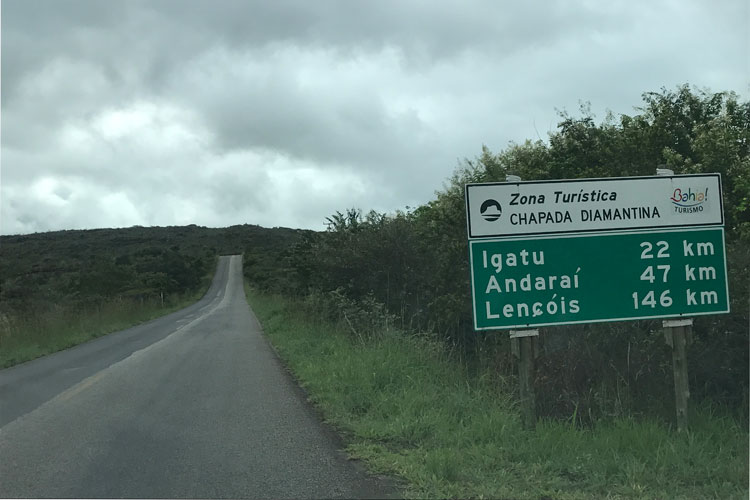 Zona Turística
CHAPADA DIAMANTINA
Bahia!
TURISMO
Igatu 22 km
Andaraí 47 km
Lençóis 146 km